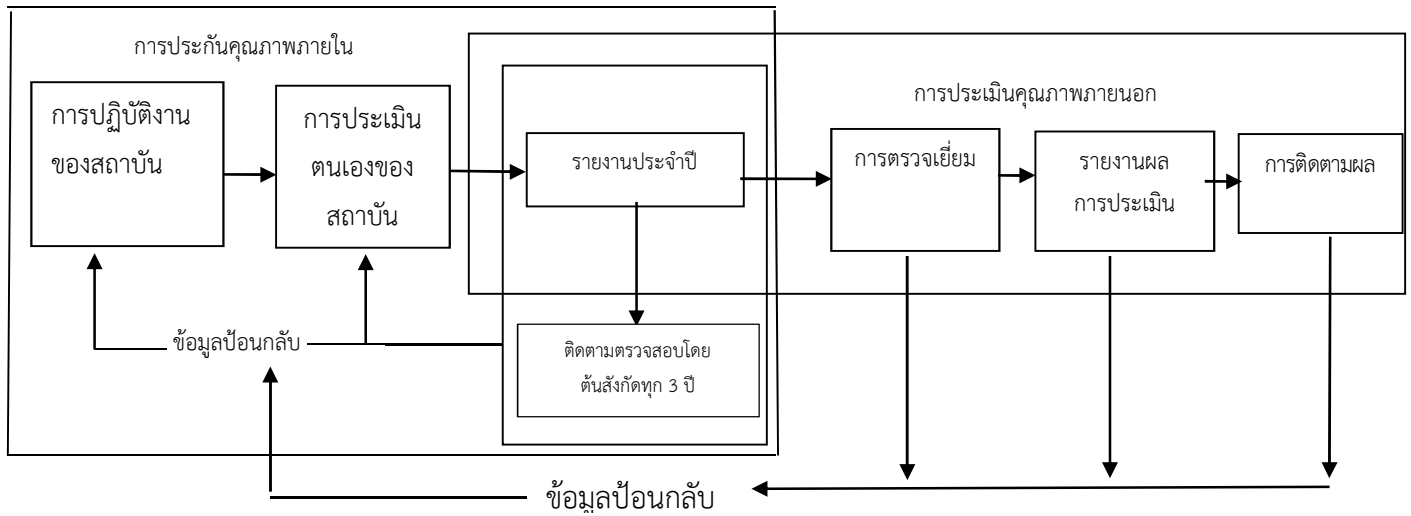 การประกันคุณภาพภายใน
การประเมินคุณภาพภายนอก
การปฏิบัติงาน
ของสถาบัน
การประเมิน
ตนเองของ
สถาบัน
รายงานประจำปี
การตรวจเยี่ยม
รายงานผล
การประเมิน
การติดตามผล
ข้อมูลป้อนกลับ
ติดตามตรวจสอบโดย
ต้นสังกัดทุก 3 ปี
ข้อมูลป้อนกลับ